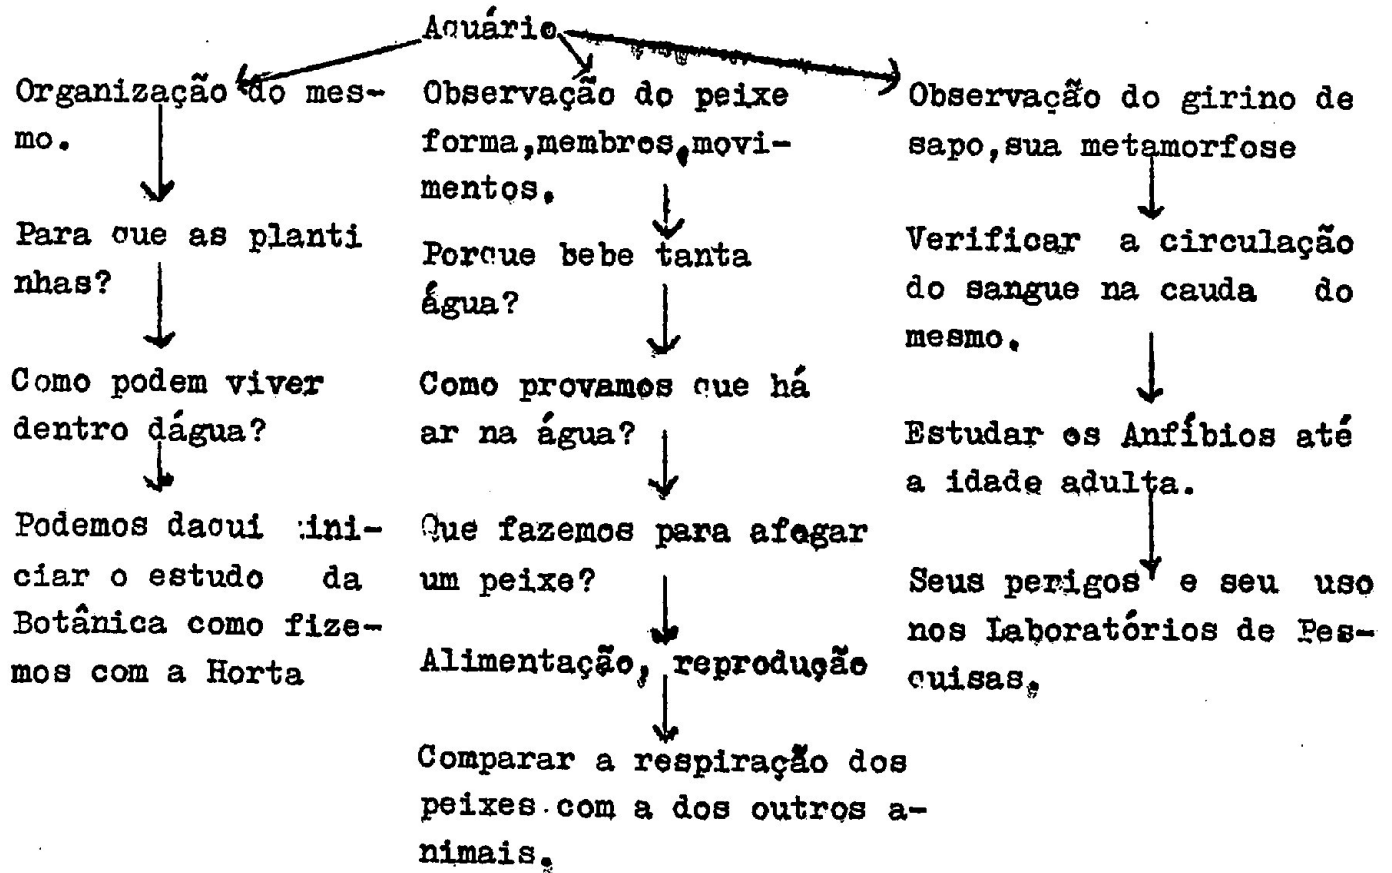 Aquário
Organização do mes-
mo.
Para que as planti
nhas?
Como podem viver
dentro dágua?
Podemos daqui ini-
ciar o estudo da
Botânica como fize-
mos com a Horta
Observação do peixe
forma,membros,movi-
mentos.
Porque bebe tanta
água?
Como provamos que há
ar na água?
Que fazemos para afogar
um peixe?
Alimentação, reprodução
Comparar a respiração dos
peixes com a dos outros a-
nimais.
Observação do girino de
sapo,sua metamorfose
Verificar a circulação
do sangue na cauda do
mesmo.
Estudar os Anfíbios até
a idade adulta.
Seus perigos e seu uso
nos Laboratórios de Pes-
quisas.